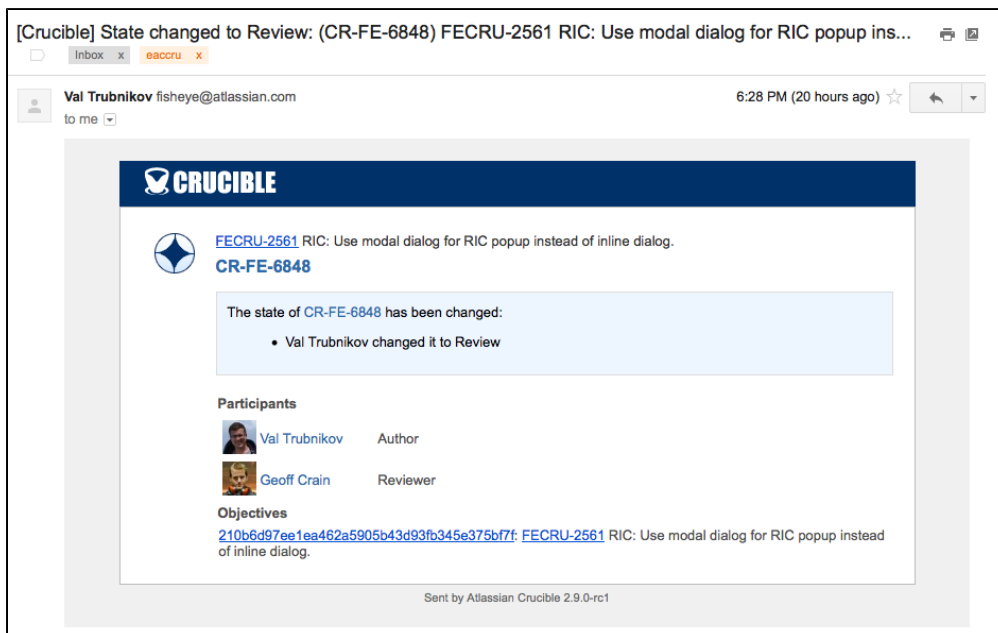 [Crucible] State changed to Review: (CR-FE-6848) FECRU-2561 RIC: Use modal dialog for RIC popup ins...
Inbox x eaccru x
Val Trubnikov fisheye@atlassian.com 6:28 PM (20 hours ago)
to me
CRUCIBLE
FECRU-2561 RIC: Use modal dialog for RIC popup instead of inline dialog.
CR-FE-6848
The state of CR-FE-6848 has been changed:
• Val Trubnikov changed it to Review
Participants
Val Trubnikov Author
Geoff Crain Reviewer
Objectives
210b6d97ee1ea462a5905b43d93fb345e375bf7f: FECRU-2561 RIC: Use modal dialog for RIC popup instead
of inline dialog.
Sent by Atlassian Crucible 2.9.0-rc1